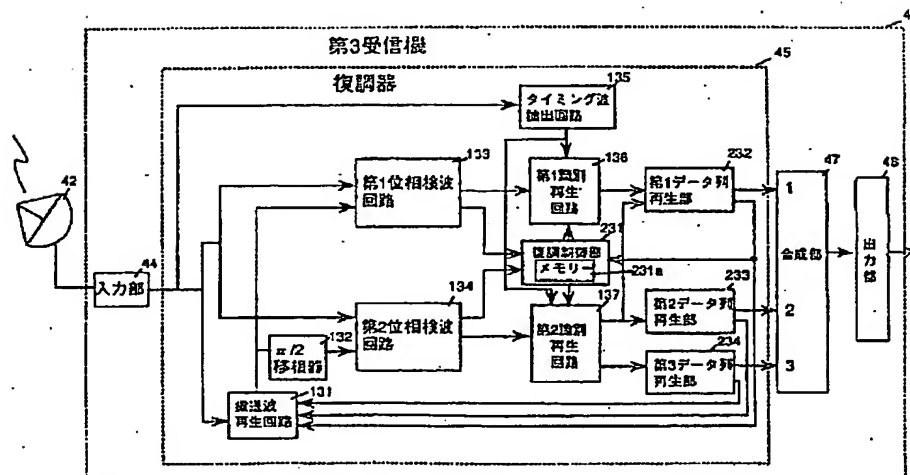 4
第3受信機
45
復調器
135
タイミング波
抽出回路
42
133
第1位相検波
回路
136
第1識別
再生
回路
232
第1データ列
再生部
47
46
1
231
復調制御部
メモリー
231a
合成部
出力部
44
入力部
134
第2位相検波
回路
137
第2識別
再生
回路
233
第2データ列
再生部
2
132
π/2
移相器
234
第3データ列
再生部
3
131
搬送波
再生回路